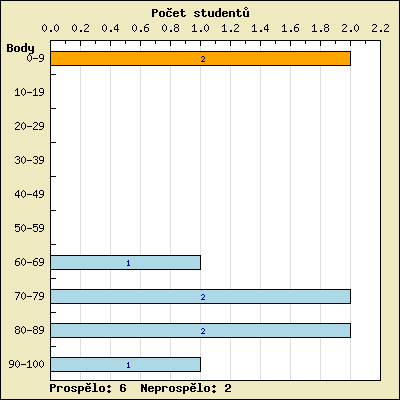 Počet studentů
0.0 0.2 0.4 0.6 0.8 1.0 1.2 1.4 1.6 1.8 2.0 2.2
Body
0-9 2
10-19
20-29
30-39
40-49
50-59
60-69 1
70-79 2
80-89 2
90-100 1
Prospělo: 6 Neprospělo: 2